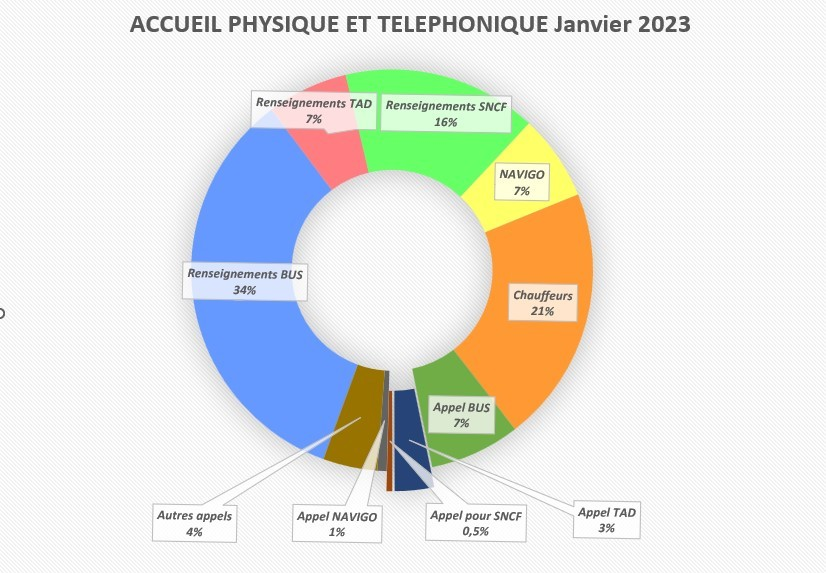 ACCUEIL PHYSIQUE ET TELEPHONIQUE Janvier 2023
Renseignements TAD
7%
Renseignements SNCF
16%
NAVIGO
7%
Renseignements BUS
34%
Chauffeurs
21%
Appel BUS
7%
Autres appels
4%
Appel NAVIGO
1%
Appel pour SNCF
0,5%
Appel TAD
3%